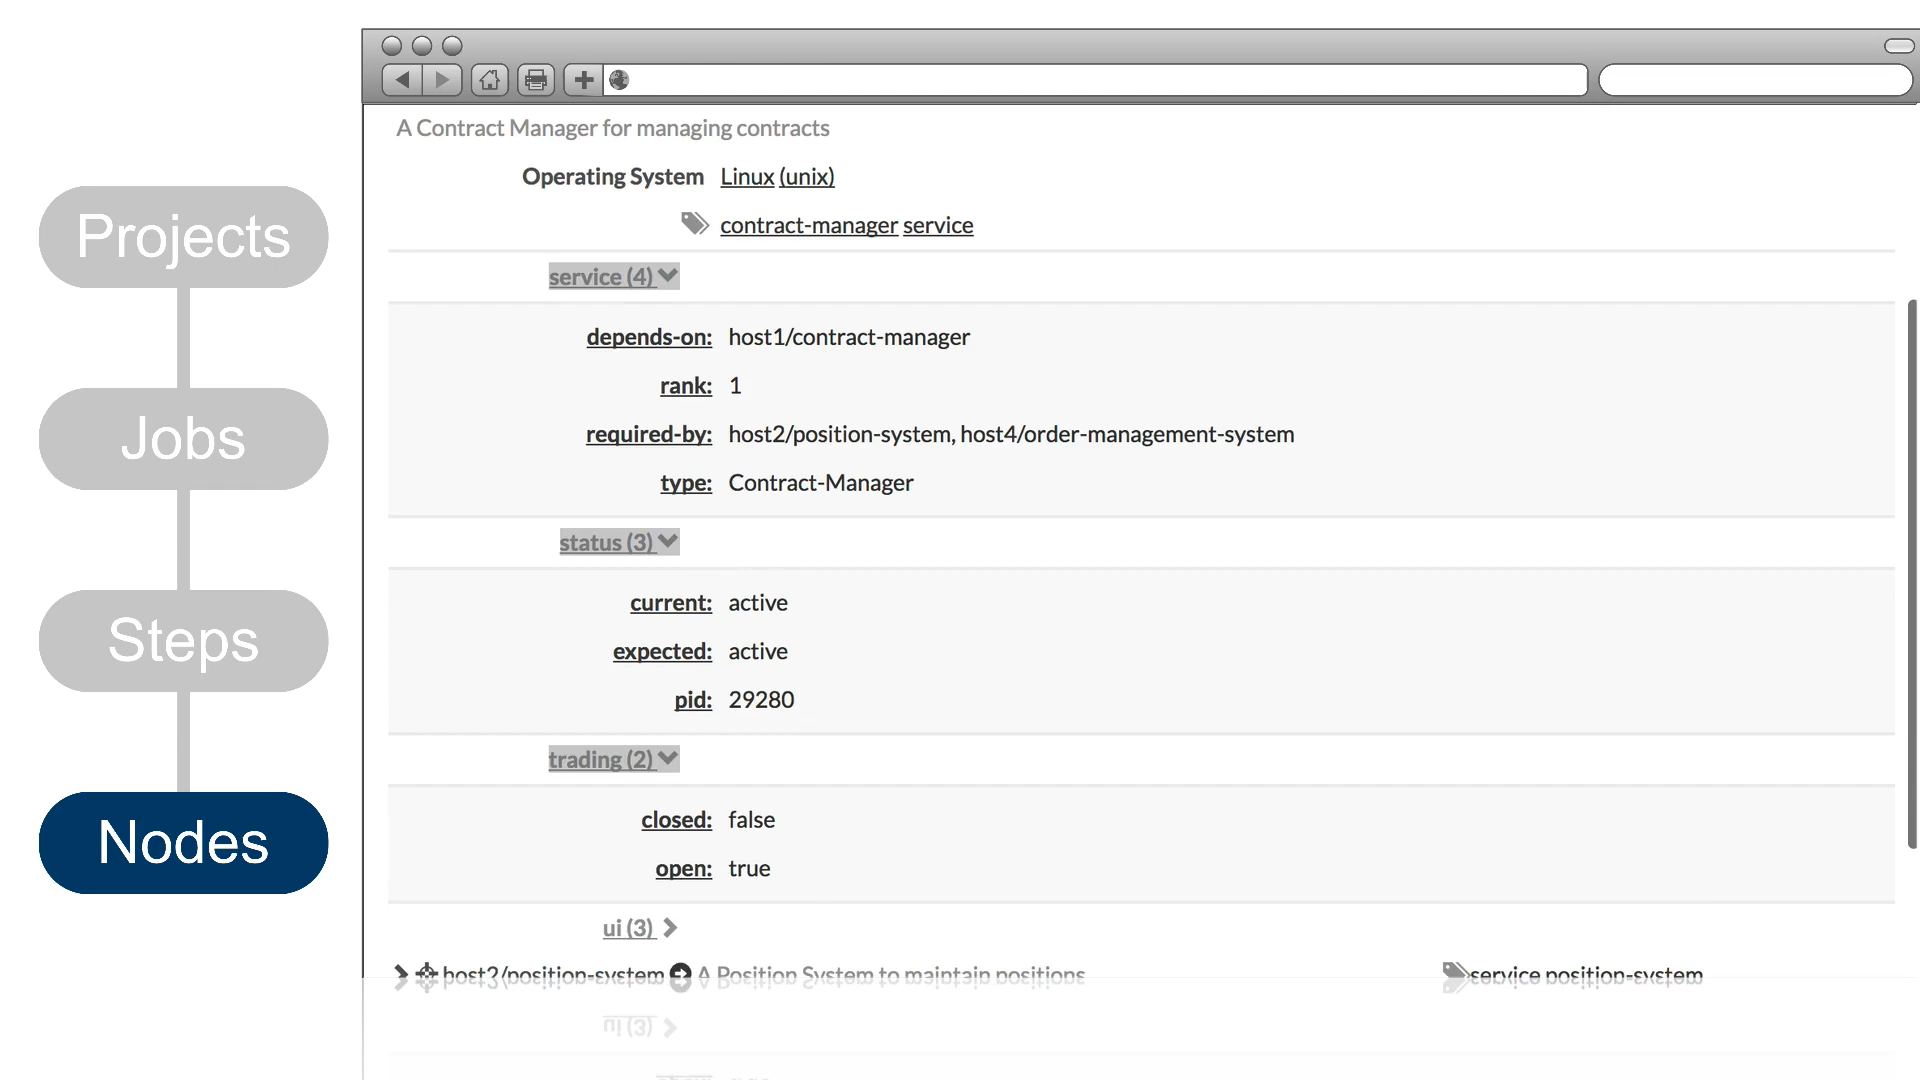 Projects
Jobs
Steps
Nodes
A Contract Manager for managing contracts
Operating System Linux (unix)
contract-manager service
service (4)
depends-on: host1/contract-manager
rank: 1
required-by: host2/position-system, host4/order-management-system
type: Contract-Manager
status (3)
current: active
expected: active
pid: 29280
trading (2)
closed: false
open: true
ui (3)
A Position System to maintain positions
service position-system
ui (3)